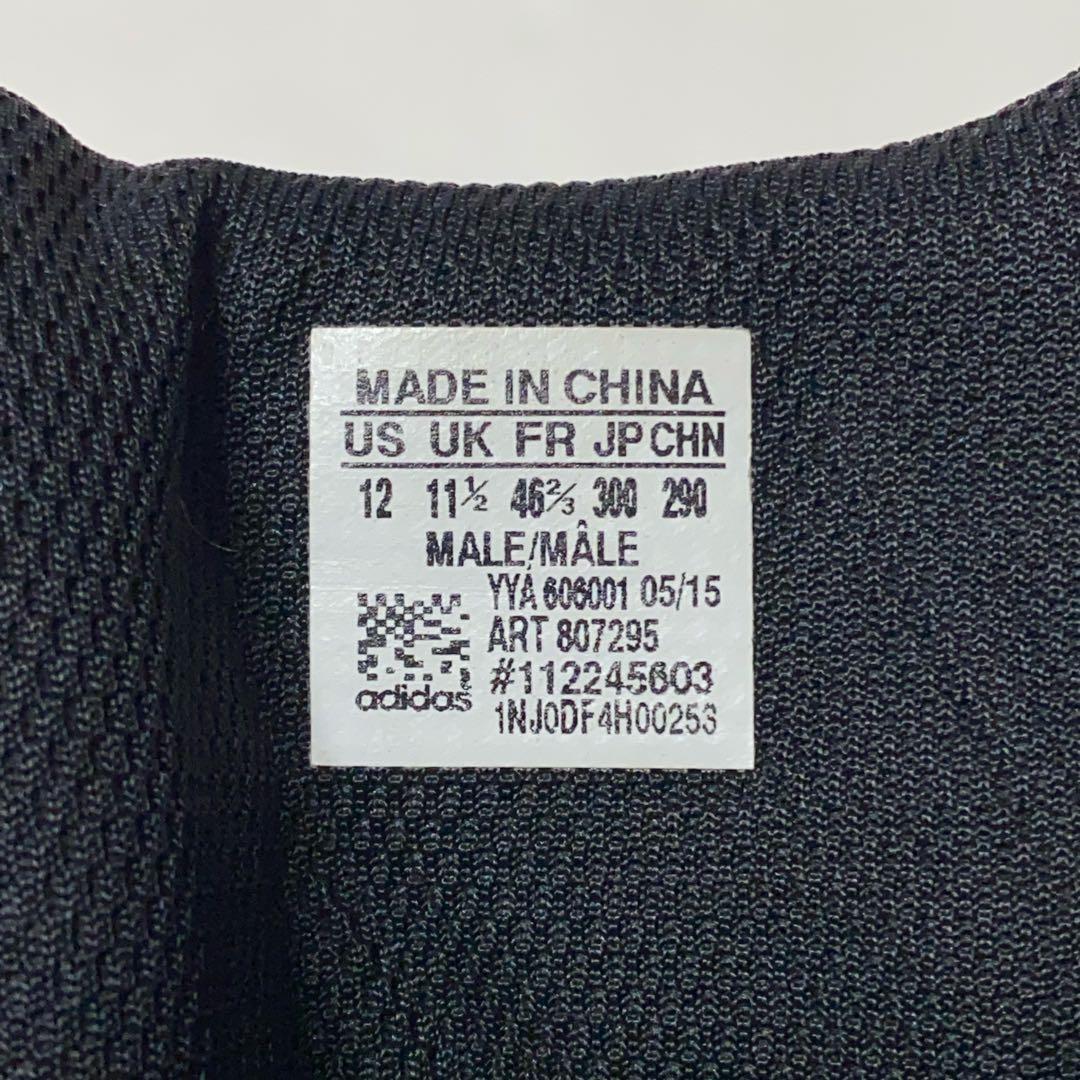 MADE IN CHINA
US UK FR JP CHN
12 11½ 46⅔ 300 290
MALE/MÂLE
YYA 606001 05/15
ART 807295
#112245603
adidas
1NJ0DF4H00253